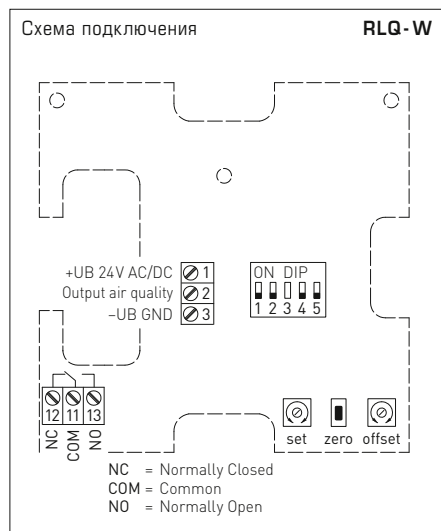 Схема подключения RLQ-W
+UB 24V AC/DC 1
Output air quality 2
–UB GND 3
ON DIP
1 2 3 4 5
12 11 13
NC COM NO
set zero offset
NC = Normally Closed
COM = Common
NO = Normally Open